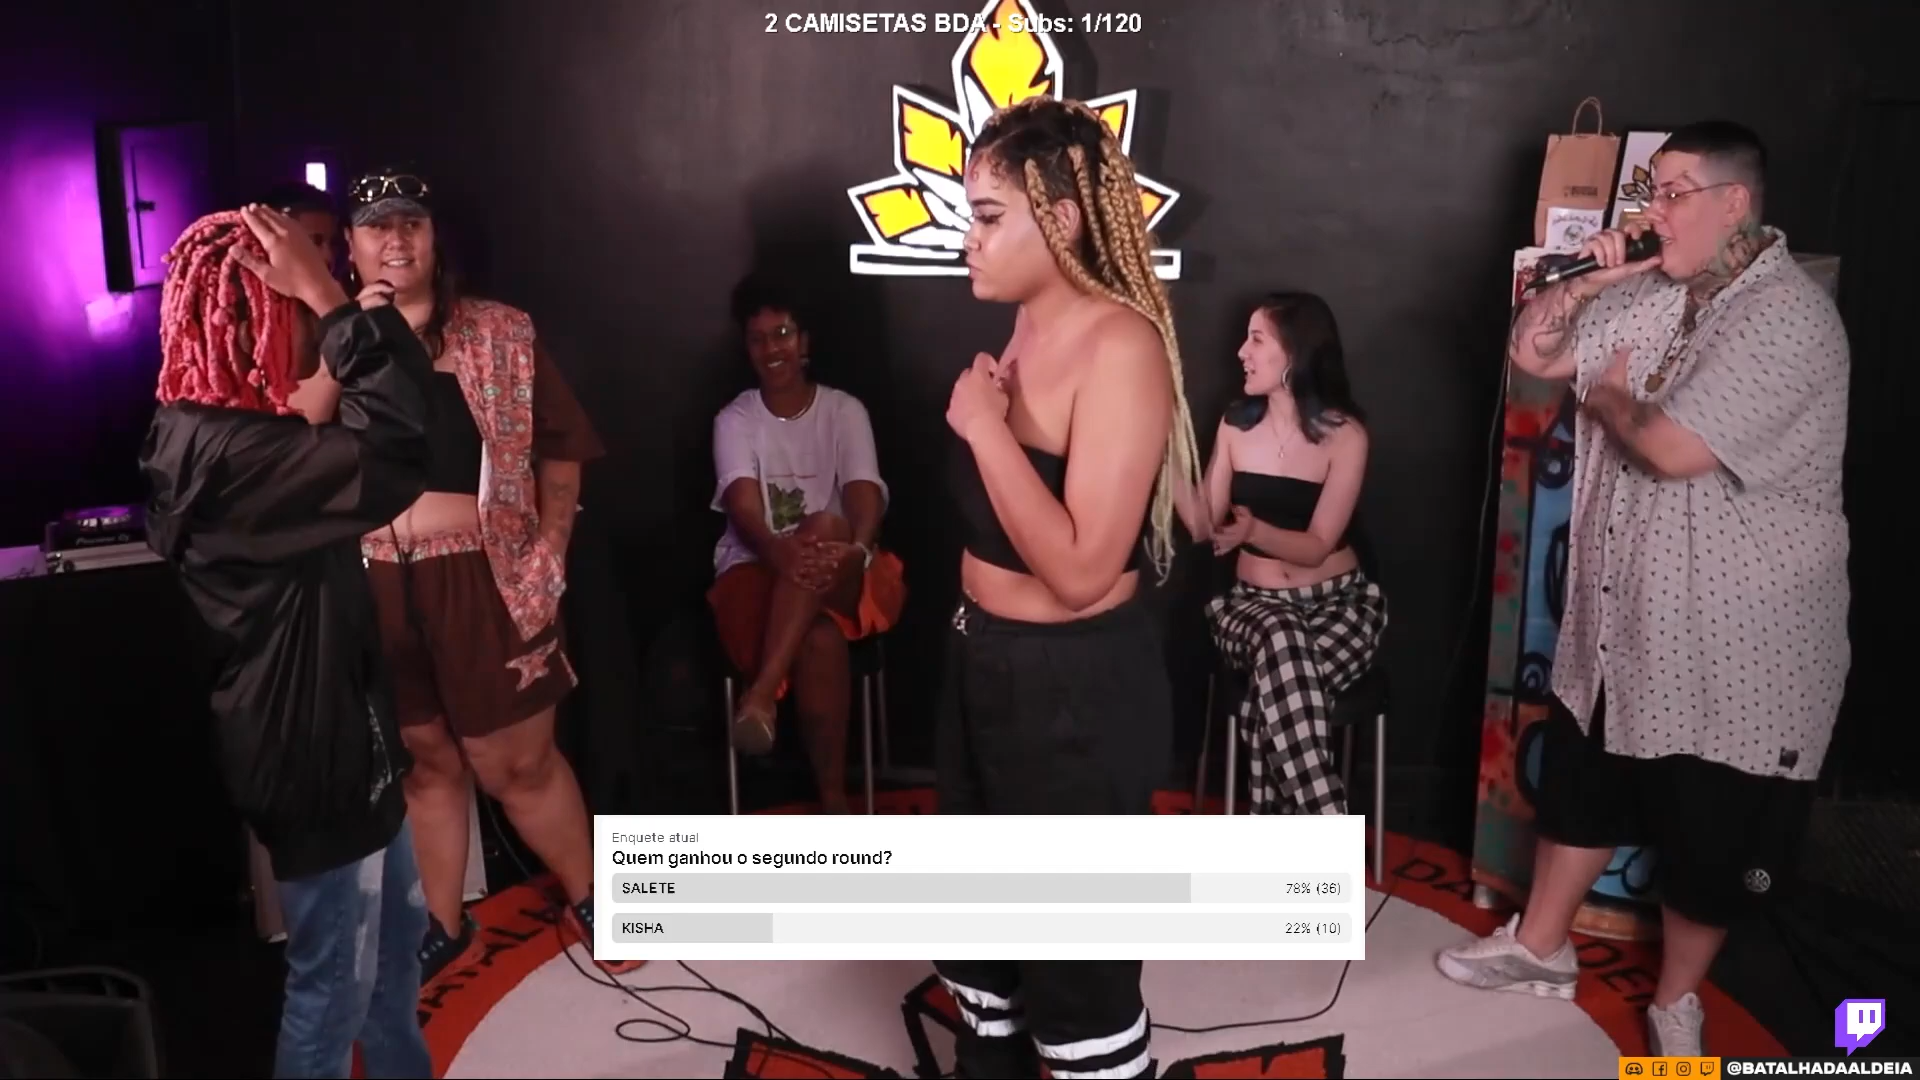 2 CAMISETAS BDA - Subs: 1/120
Enquete atual
Quem ganhou o segundo round?
SALETE 78% (36)
KISHA 22% (10)
@BATALHADAALDEIA